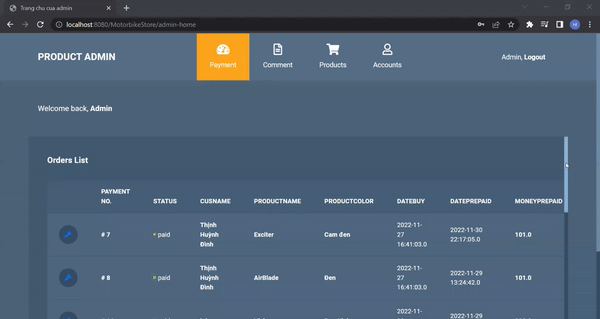 Trang chu cua admin
localhost:8080/MotorbikeStore/admin-home
PRODUCT ADMIN
Payment
Comment
Products
Accounts
Admin, Logout
Welcome back, Admin
Orders List
PAYMENT NO. STATUS CUSNAME PRODUCTNAME PRODUCTCOLOR DATEBUY DATEPREPAID MONEYPREPAID
# 7 paid Thịnh Huỳnh Đình Exciter Cam đen 2022-11-27 16:41:03.0 2022-11-30 22:17:05.0 101.0
# 8 paid Thịnh Huỳnh Đình AirBlade Đen 2022-11-27 16:41:03.0 2022-11-29 13:24:42.0 101.0
2022-11-29